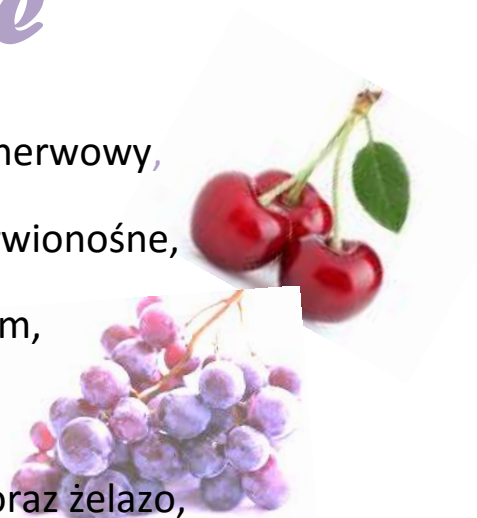 nerwowy,
wionośne,
m,
oraz żelazo,